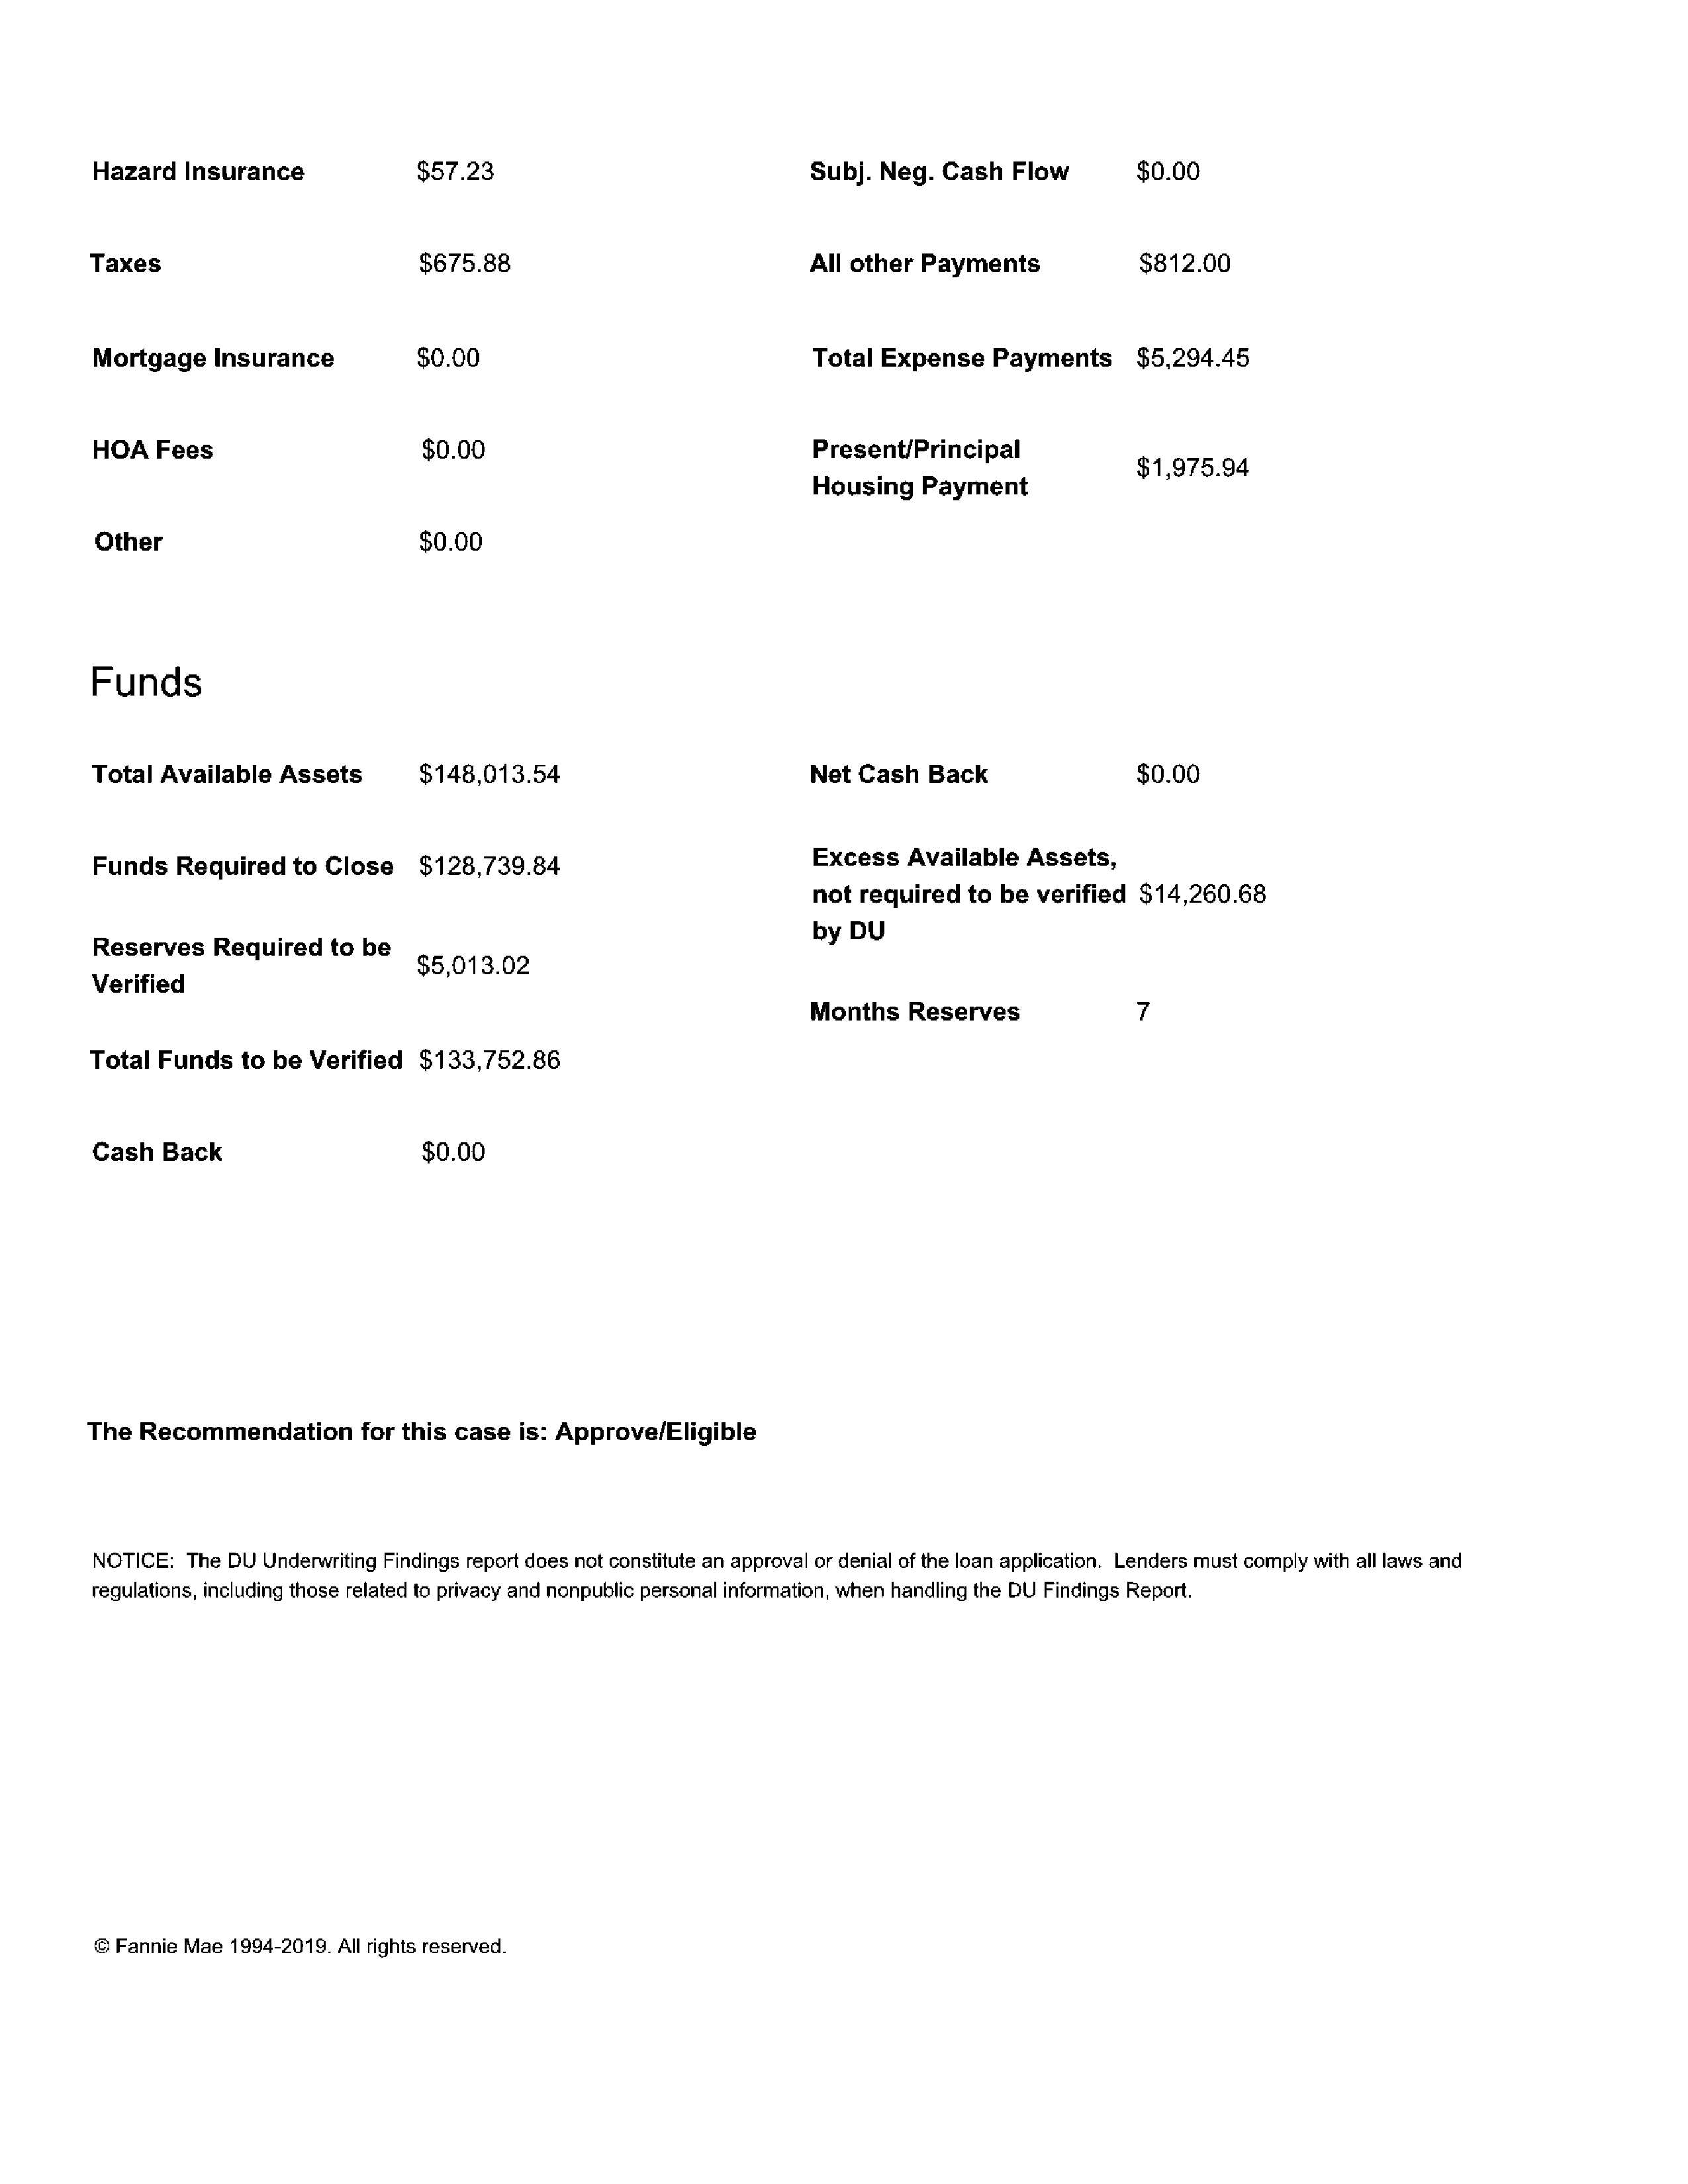 Hazard Insurance $57.23 Subj. Neg. Cash Flow $0.00
Taxes $675.88 All other Payments $812.00
Mortgage Insurance $0.00 Total Expense Payments $5,294.45
HOA Fees $0.00 Present/Principal
Housing Payment $1,975.94
Other $0.00
Funds
Total Available Assets $148,013.54 Net Cash Back $0.00
Funds Required to Close $128,739.84 Excess Available Assets,
not required to be verified $14,260.68
by DU
Reserves Required to be
Verified $5,013.02
Months Reserves 7
Total Funds to be Verified $133,752.86
Cash Back $0.00
The Recommendation for this case is: Approve/Eligible
NOTICE: The DU Underwriting Findings report does not constitute an approval or denial of the loan application. Lenders must comply with all laws and
regulations, including those related to privacy and nonpublic personal information, when handling the DU Findings Report.
© Fannie Mae 1994-2019. All rights reserved.